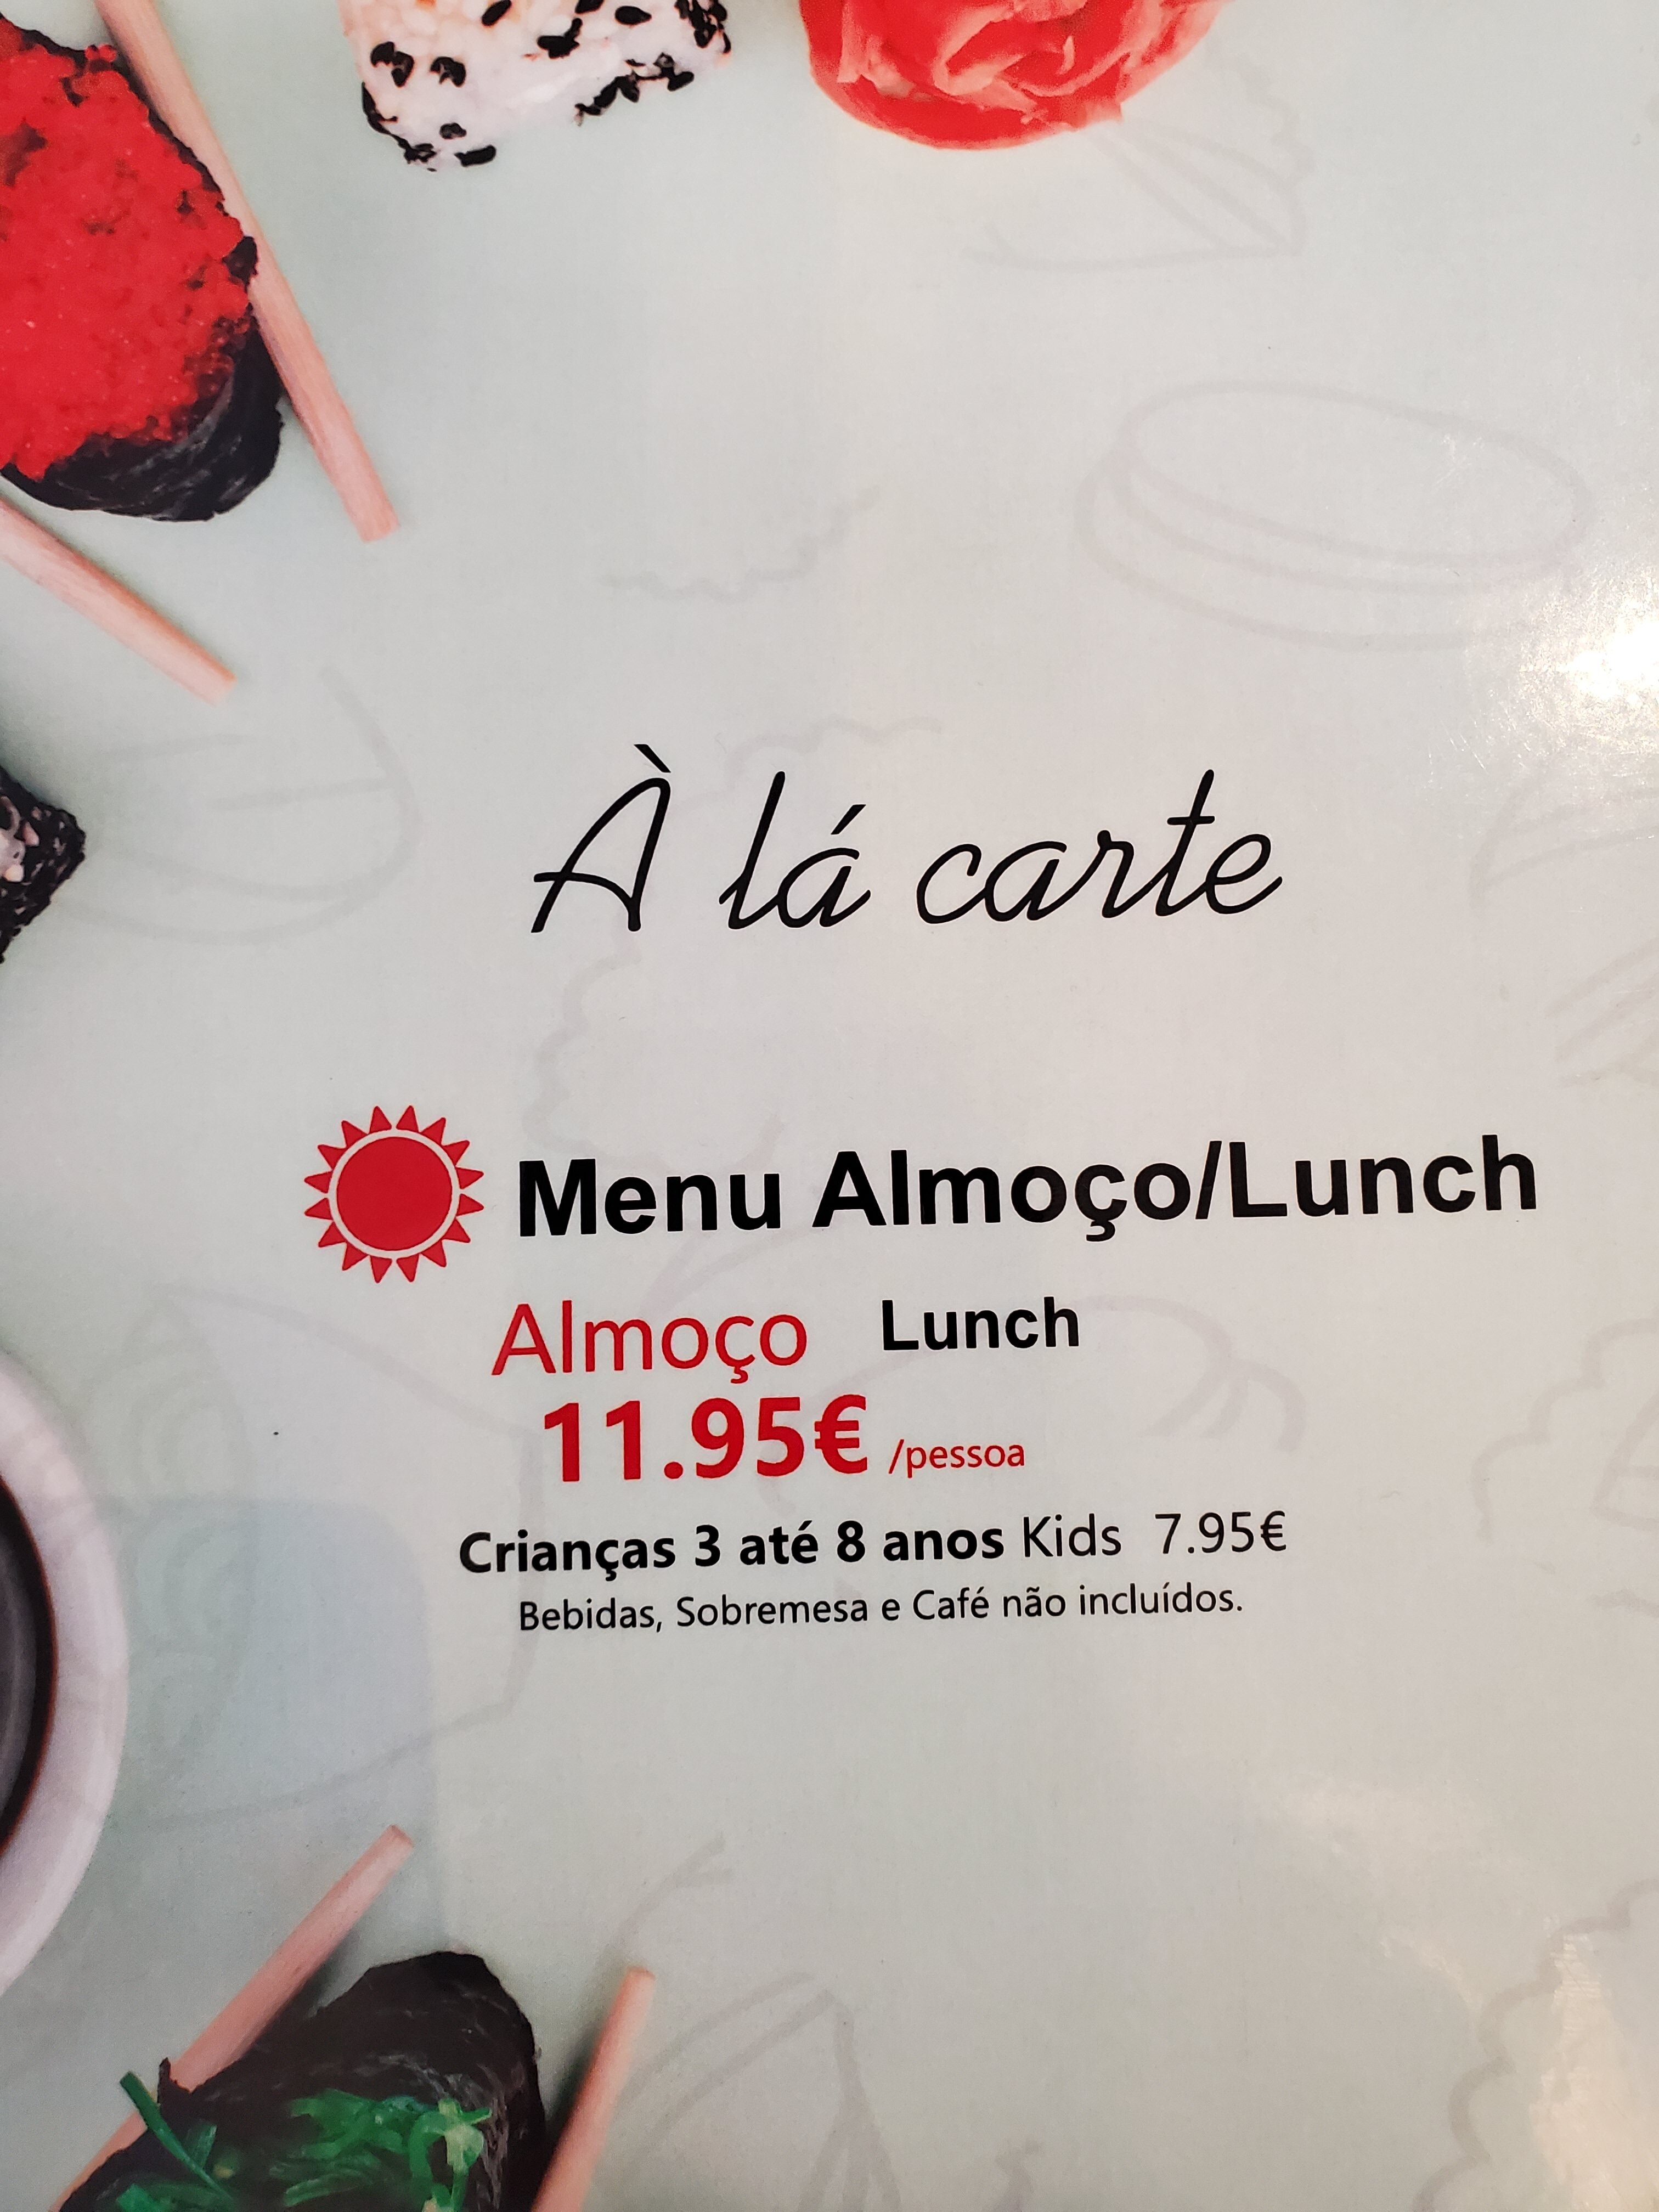 À lá carte
Menu Almoço/Lunch
Almoço Lunch
11.95€ /pessoa
Crianças 3 até 8 anos Kids 7.95€
Bebidas, Sobremesa e Café não incluídos.